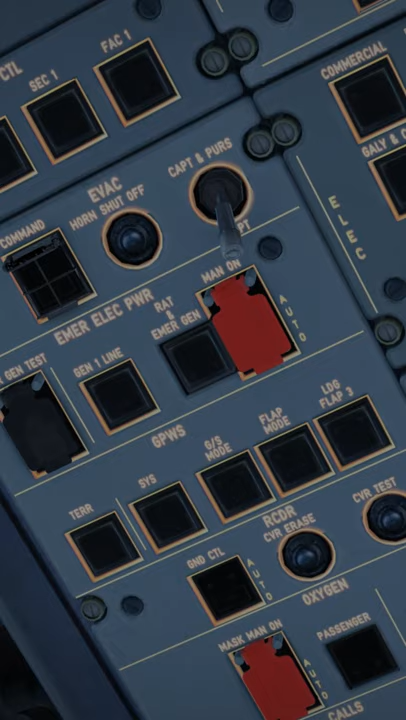 CTL
SEC 1
FAC 1
COMMERCIAL
GALY &
EVAC
COMMAND
HORN SHUT OFF
CAPT & PURS
PT
ELEC
EMER ELEC PWR
GEN TEST
GEN 1 LINE
RAT
&
EMER GEN
MAN ON
AUTO
GPWS
TERR
SYS
G/S
MODE
FLAP
MODE
LDG
FLAP 3
RCDR
GND CTL
AUTO
CVR ERASE
CVR TEST
OXYGEN
MASK MAN ON
AUTO
PASSENGER
CALLS